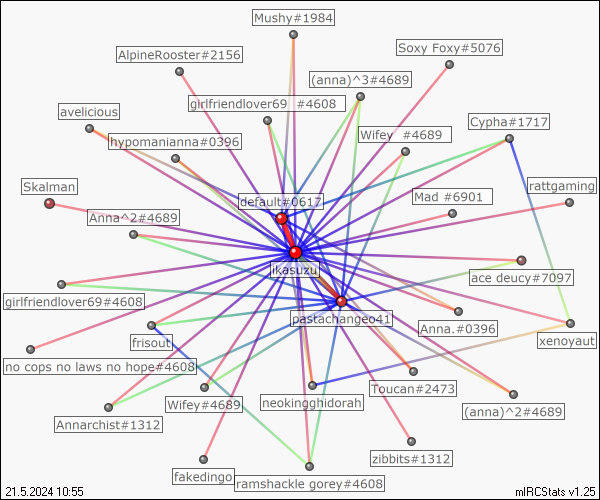 Mushy#1984
AlpineRooster#2156
Soxy Foxy#5076
(anna)^3#4689
girlfriendlover69 #4608
avelicious
Cypha#1717
hypomanianna#0396
Wifey #4689
Skalman
rattgaming
default#0617
Mad #6901
Anna^2#4689
ikasuzu
ace deucy#7097
girlfriendlover69#4608
pastachangeo41
Anna.#0396
frisout
xenoyaut
no cops no laws no hope#4608
Toucan#2473
Wifey#4689
neokingghidorah
(anna)^2#4689
Annarchist#1312
zibbits#1312
fakedingo
ramshackle gorey#4608
21.5.2024 10:55
mIRCStats v1.25